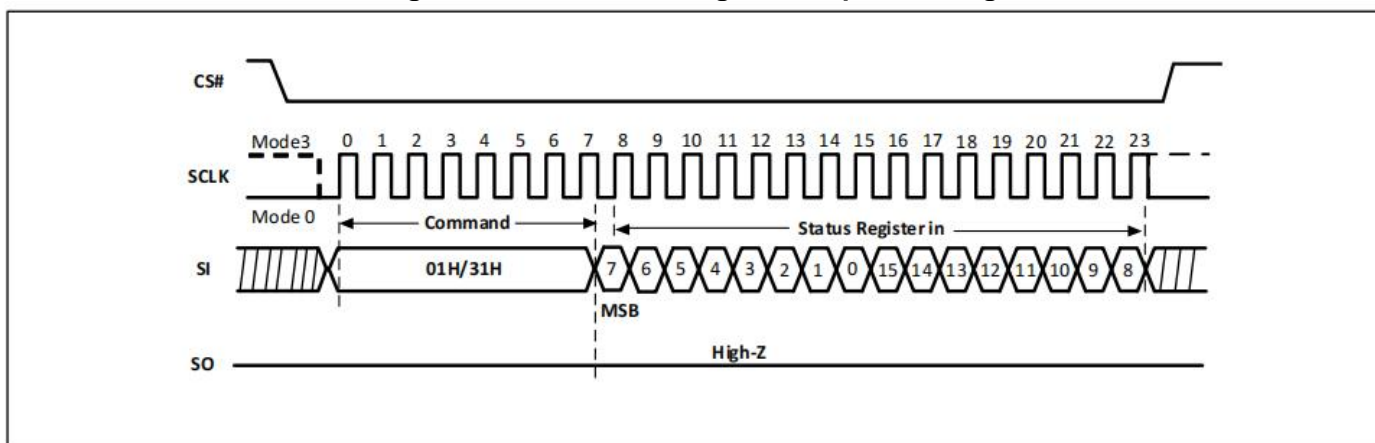 CS#
Mode3
0 1 2 3 4 5 6 7 8 9 10 11 12 13 14 15 16 17 18 19 20 21 22 23
SCLK
Mode 0
Command
Status Register in
SI
01H/31H
7 6 5 4 3 2 1 0 15 14 13 12 11 10 9 8
MSB
High-Z
SO